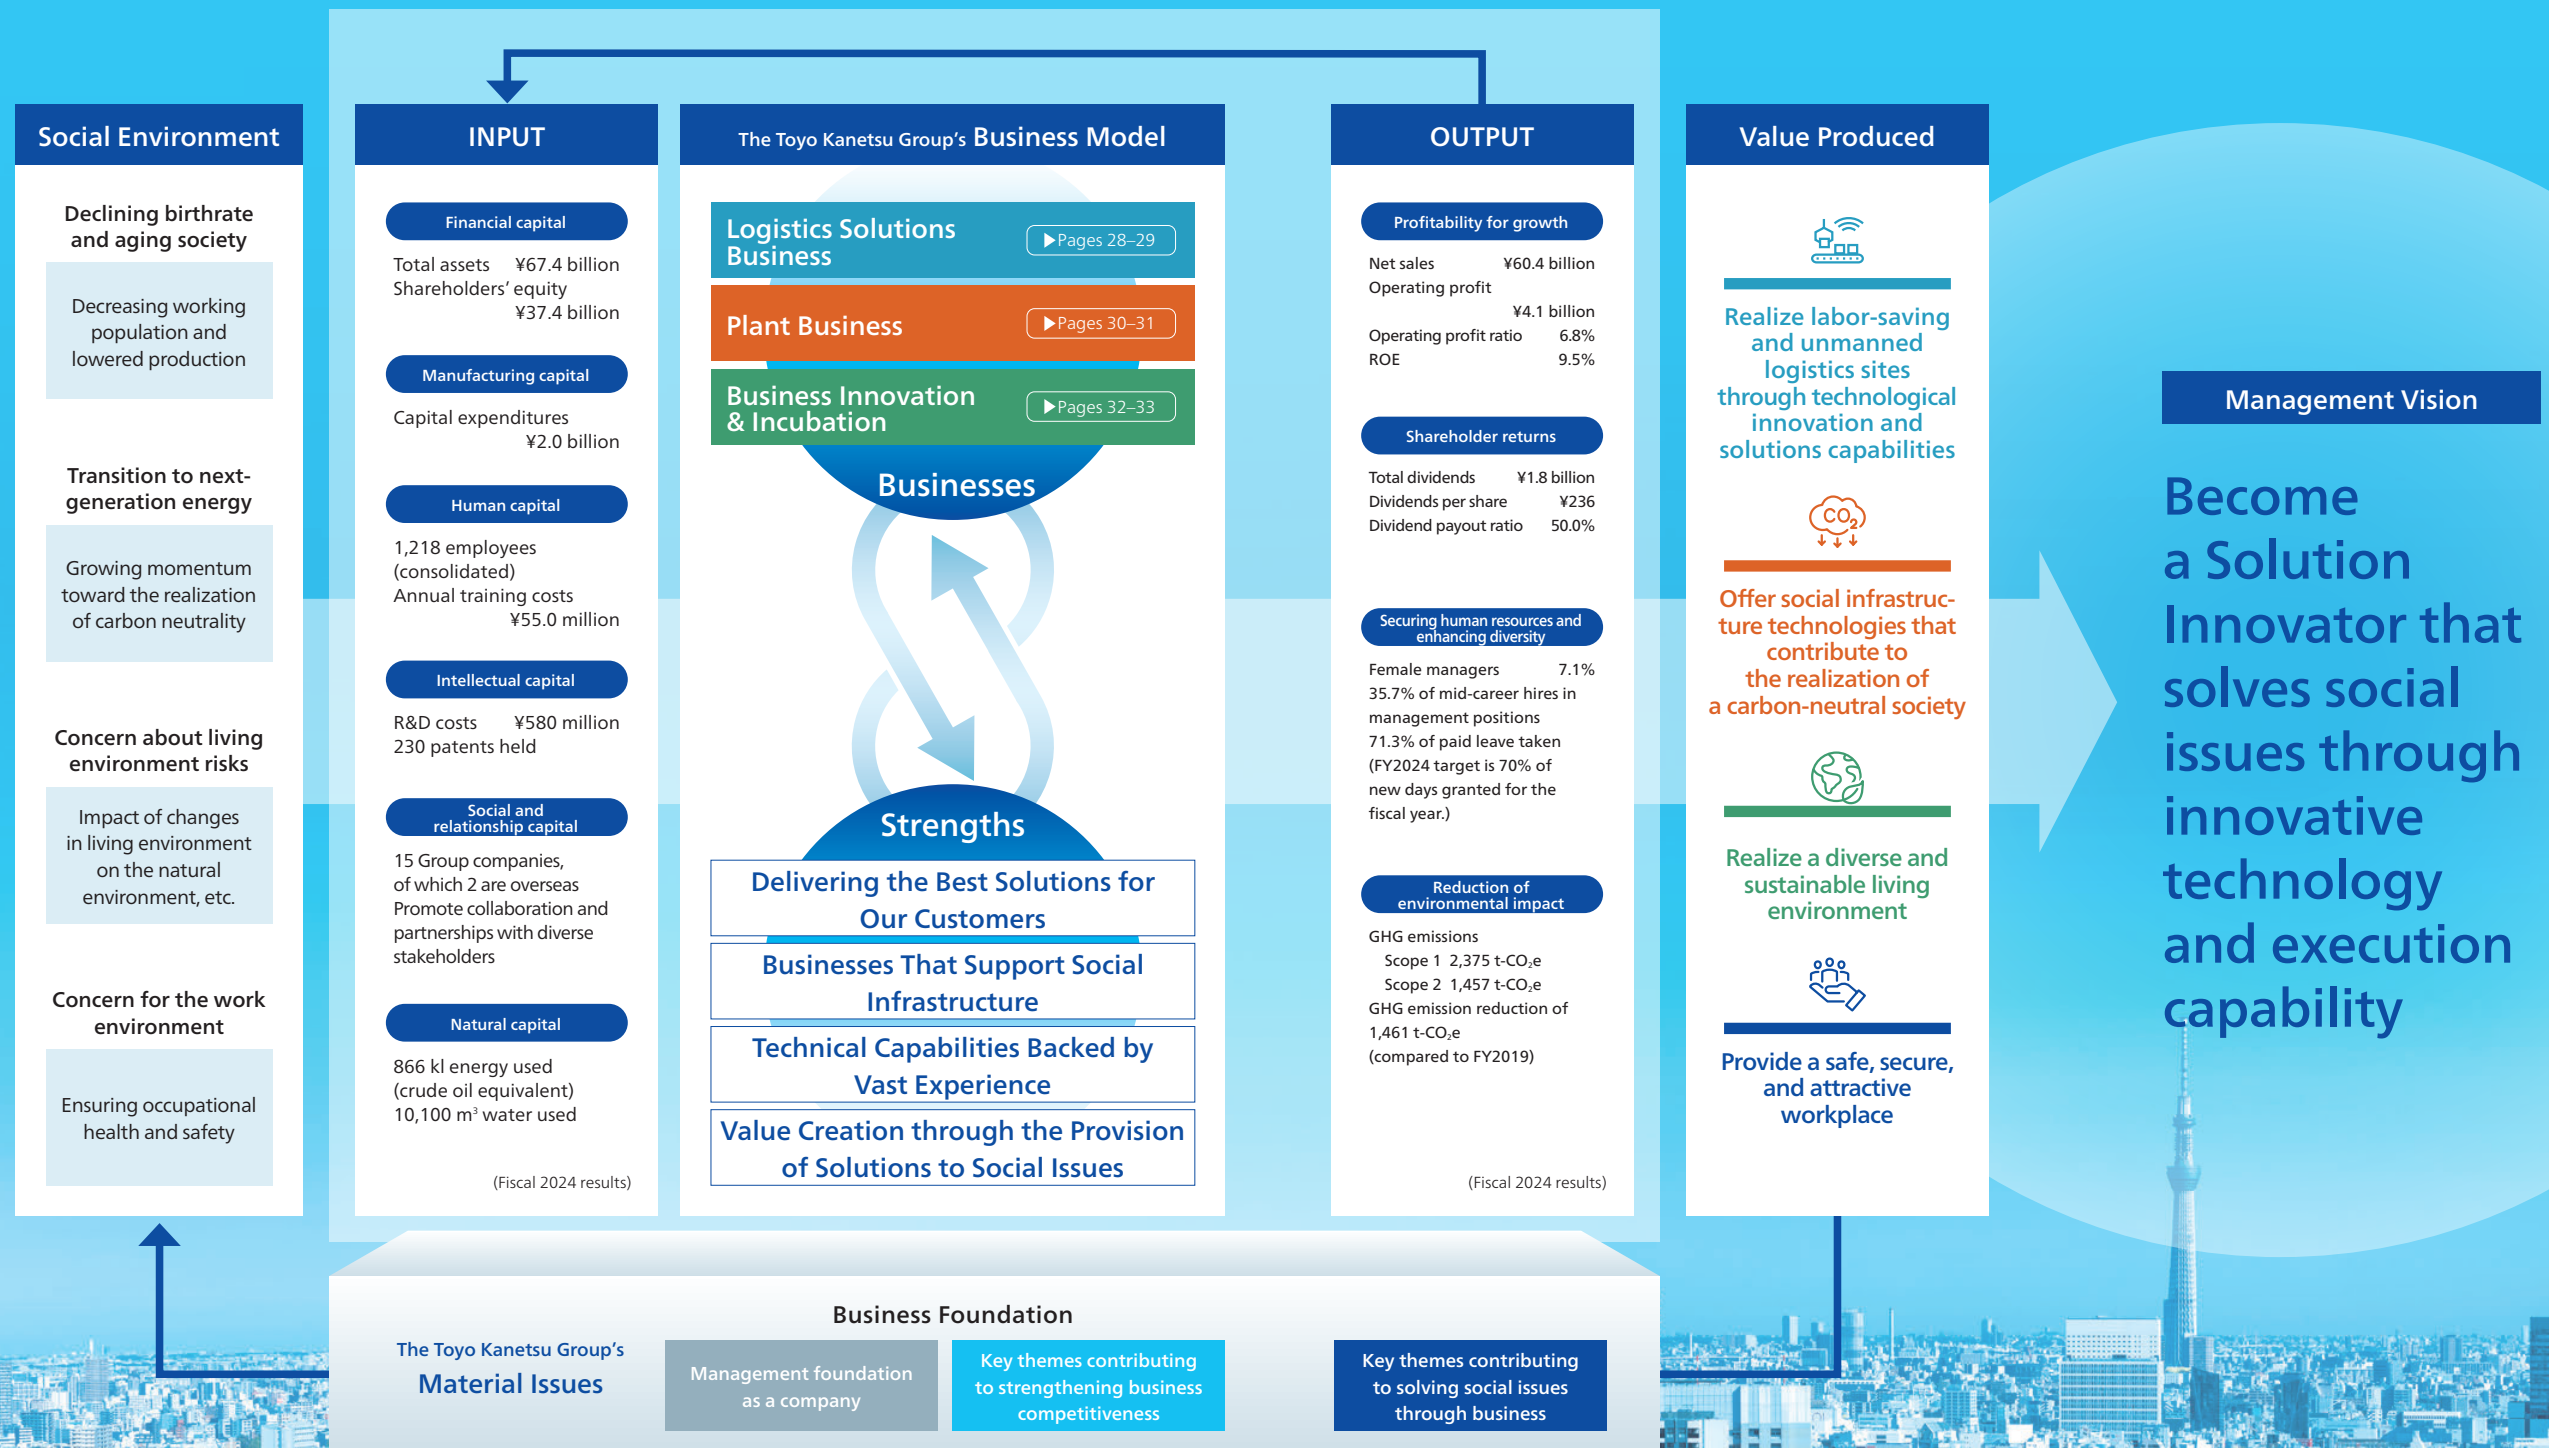 Social Environment
Declining birthrate
and aging society
Decreasing working
population and
lowered production
Transition to next-
generation energy
Growing momentum
toward the realization
of carbon neutrality
Concern about living
environment risks
Impact of changes
in living environment
on the natural
environment, etc.
Concern for the work
environment
Ensuring occupational
health and safety
INPUT
Financial capital
Total assets ¥67.4 billion
Shareholders’ equity
¥37.4 billion
Manufacturing capital
Capital expenditures
¥2.0 billion
Human capital
1,218 employees
(consolidated)
Annual training costs
¥55.0 million
Intellectual capital
R&D costs ¥580 million
230 patents held
Social and
relationship capital
15 Group companies,
of which 2 are overseas
Promote collaboration and
partnerships with diverse
stakeholders
Natural capital
866 kl energy used
(crude oil equivalent)
10,100 m³ water used
(Fiscal 2024 results)
The Toyo Kanetsu Group’s Business Model
Logistics Solutions
Business
▶Pages 28–29
Plant Business
▶Pages 30–31
Business Innovation
& Incubation
▶Pages 32–33
Businesses
Strengths
Delivering the Best Solutions for
Our Customers
Businesses That Support Social
Infrastructure
Technical Capabilities Backed by
Vast Experience
Value Creation through the Provision
of Solutions to Social Issues
OUTPUT
Profitability for growth
Net sales ¥60.4 billion
Operating profit
¥4.1 billion
Operating profit ratio 6.8%
ROE 9.5%
Shareholder returns
Total dividends ¥1.8 billion
Dividends per share ¥236
Dividend payout ratio 50.0%
Securing human resources and
enhancing diversity
Female managers 7.1%
35.7% of mid-career hires in
management positions
71.3% of paid leave taken
(FY2024 target is 70% of
new days granted for the
fiscal year.)
Reduction of
environmental impact
GHG emissions
Scope 1 2,375 t-CO₂e
Scope 2 1,457 t-CO₂e
GHG emission reduction of
1,461 t-CO₂e
(compared to FY2019)
(Fiscal 2024 results)
Value Produced
Realize labor-saving
and unmanned
logistics sites
through technological
innovation and
solutions capabilities
CO₂
Offer social infrastruc-
ture technologies that
contribute to
the realization of
a carbon-neutral society
Realize a diverse and
sustainable living
environment
Provide a safe, secure,
and attractive
workplace
Management Vision
Become
a Solution
Innovator that
solves social
issues through
innovative
technology
and execution
capability
Business Foundation
The Toyo Kanetsu Group’s
Material Issues
Management foundation
as a company
Key themes contributing
to strengthening business
competitiveness
Key themes contributing
to solving social issues
through business